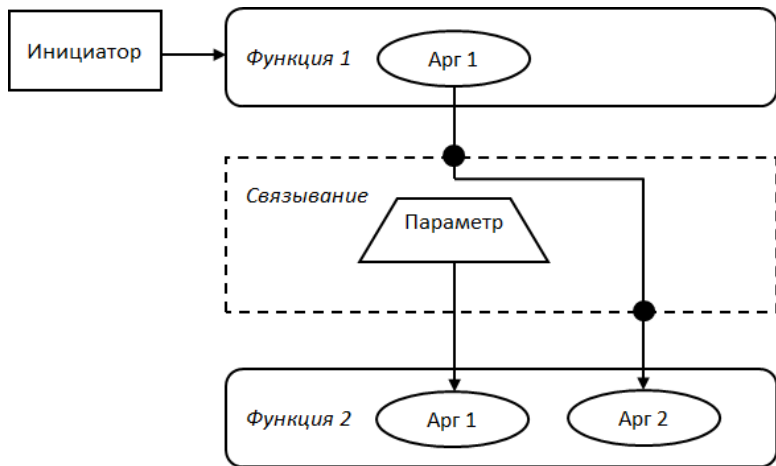 Инициатор
Функция 1
Арг 1
Связывание
Параметр
Функция 2
Арг 1
Арг 2